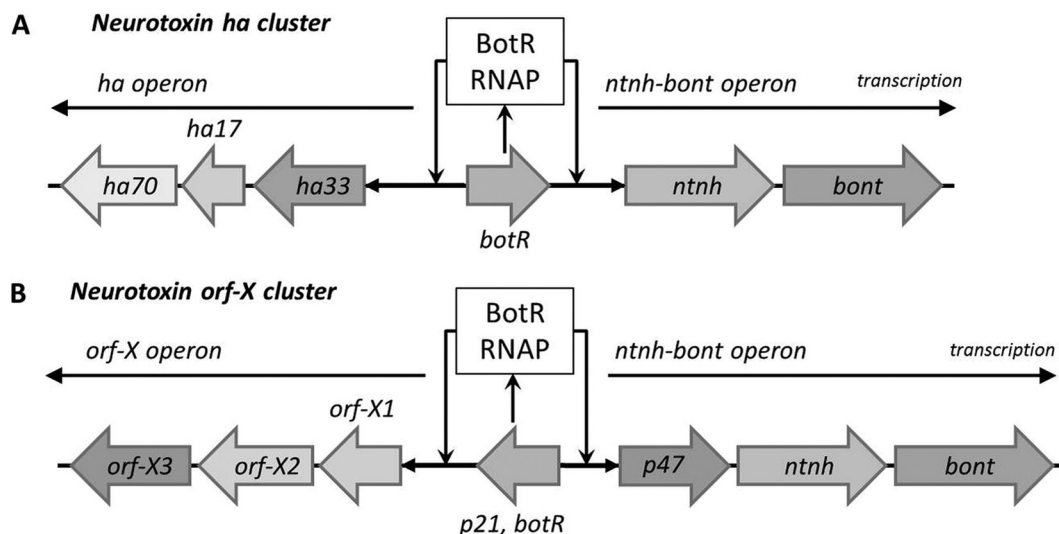 A
Neurotoxin ha cluster
BotR
RNAP
ha operon
ntnh-bont operon
transcription
ha17
ha70
ha33
botR
ntnh
bont
B
Neurotoxin orf-X cluster
BotR
RNAP
orf-X operon
ntnh-bont operon
transcription
orf-X1
orf-X3
orf-X2
p21, botR
p47
ntnh
bont